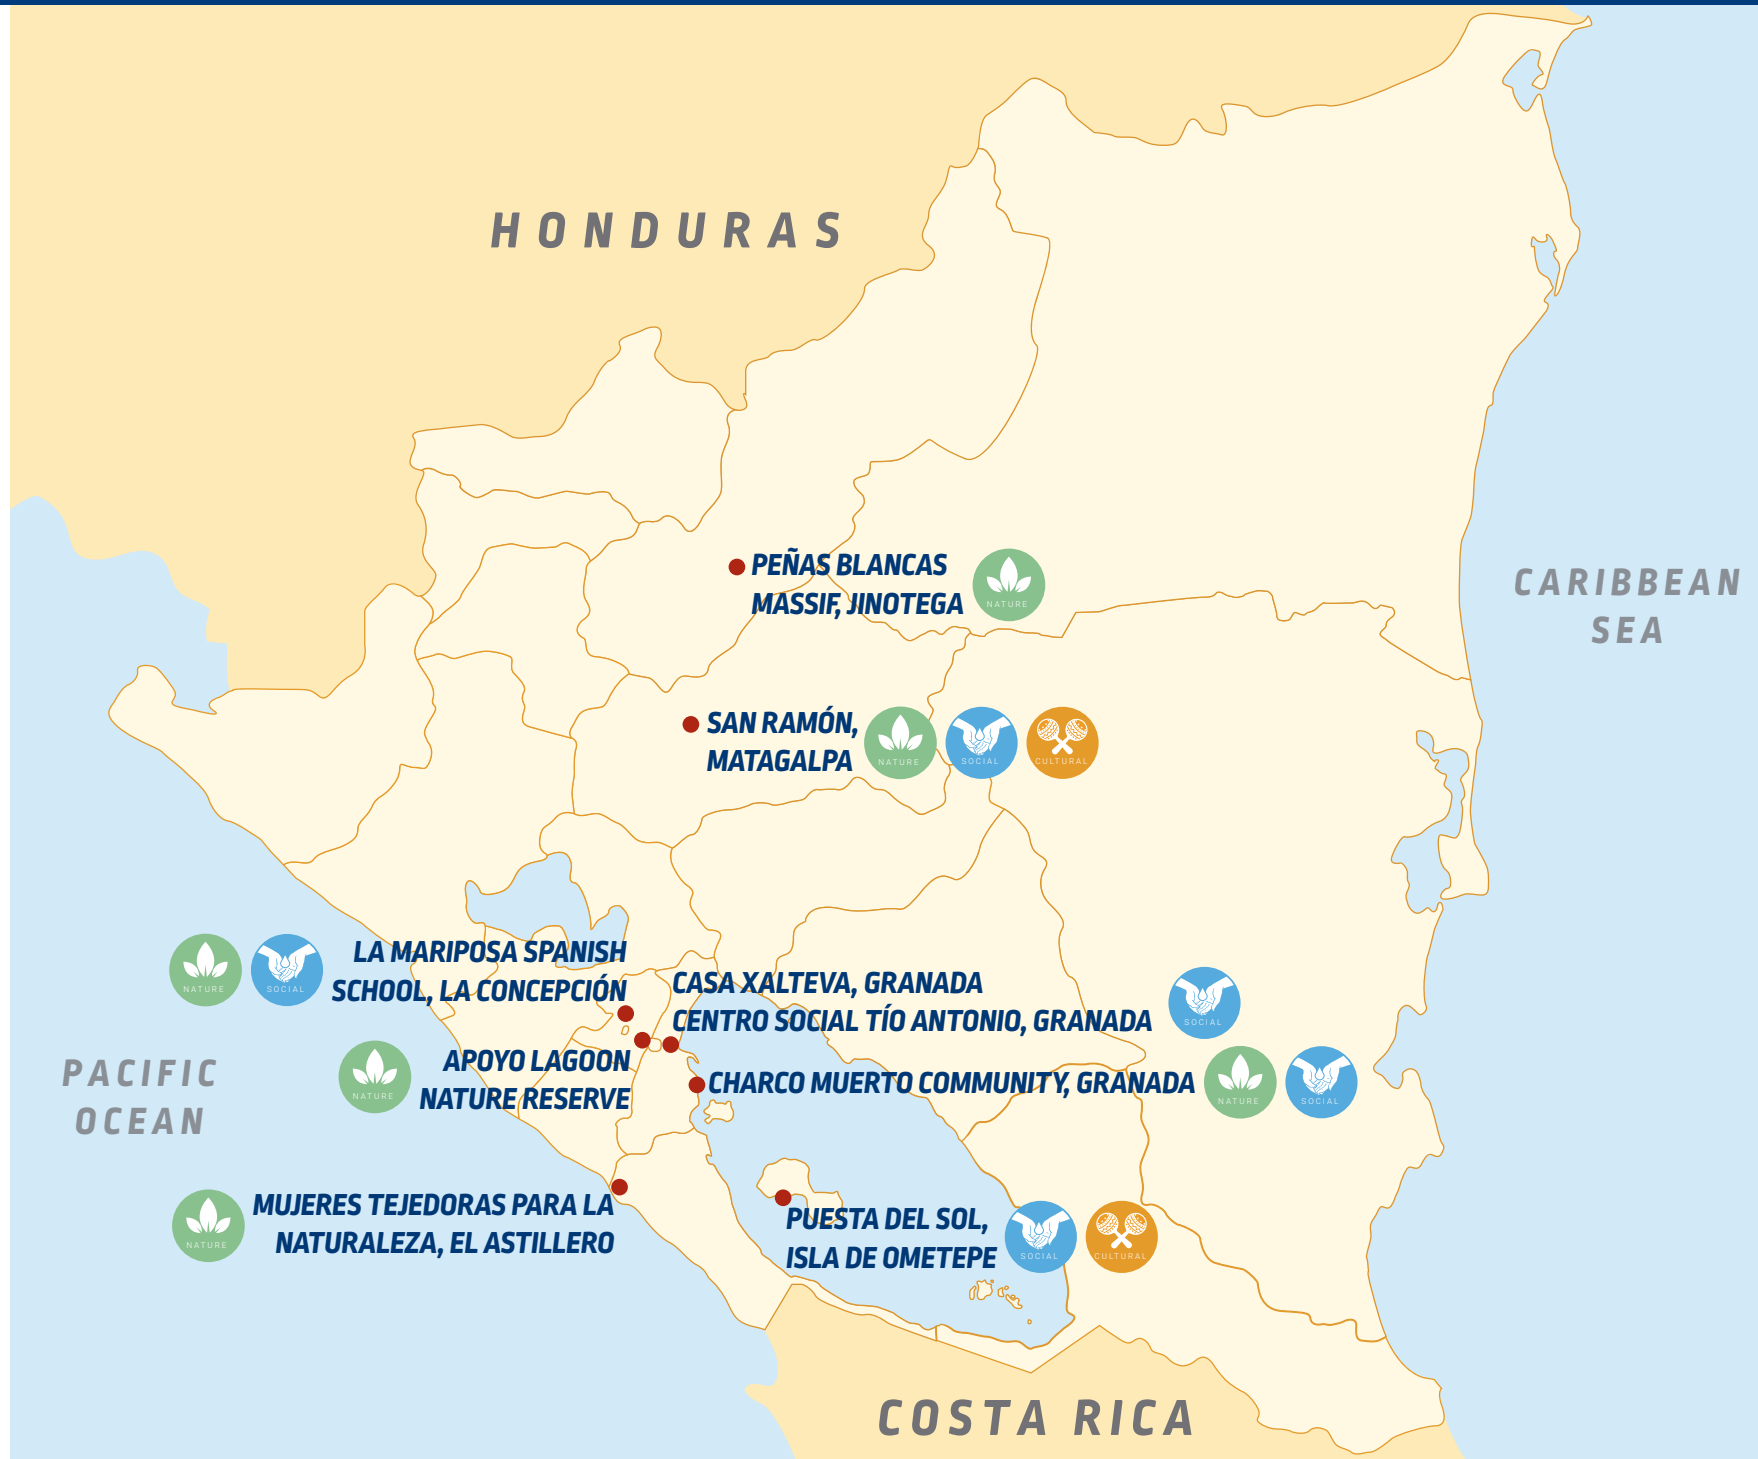 HONDURAS
CARIBBEAN
SEA
PEÑAS BLANCAS
MASSIF, JINOTEGA
NATURE
SAN RAMÓN,
MATAGALPA
NATURE
SOCIAL
CULTURAL
NATURE
SOCIAL
LA MARIPOSA SPANISH
SCHOOL, LA CONCEPCIÓN
CASA XALTEVA, GRANADA
CENTRO SOCIAL TÍO ANTONIO, GRANADA
SOCIAL
PACIFIC
OCEAN
NATURE
APOYO LAGOON
NATURE RESERVE
CHARCO MUERTO COMMUNITY, GRANADA
NATURE
SOCIAL
NATURE
MUJERES TEJEDORAS PARA LA
NATURALEZA, EL ASTILLERO
PUESTA DEL SOL,
ISLA DE OMETEPE
SOCIAL
CULTURAL
COSTA RICA